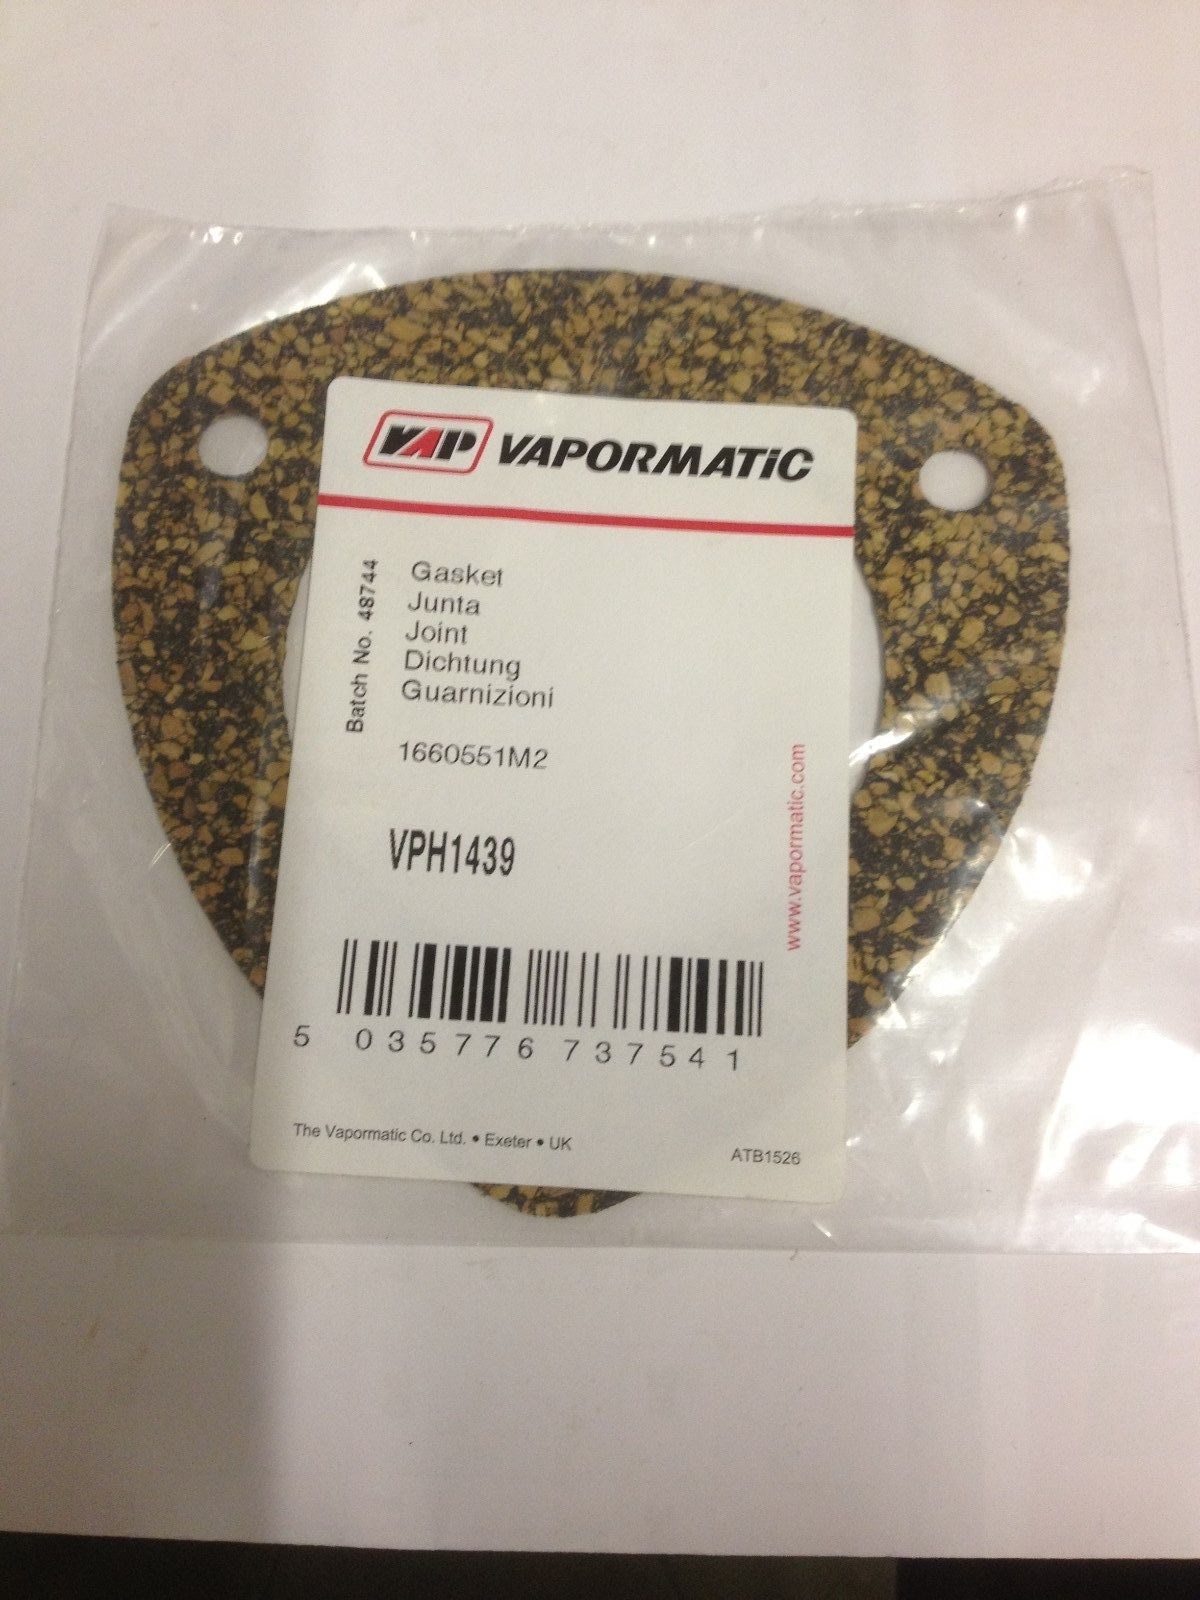 VAP VAPORMATiC
Batch No. 48744
Gasket
Junta
Joint
Dichtung
Guarnizioni
1660551M2
VPH1439
www.vapormatic.com
5 035776 737541
The Vapormatic Co. Ltd. • Exeter • UK
ATB1526